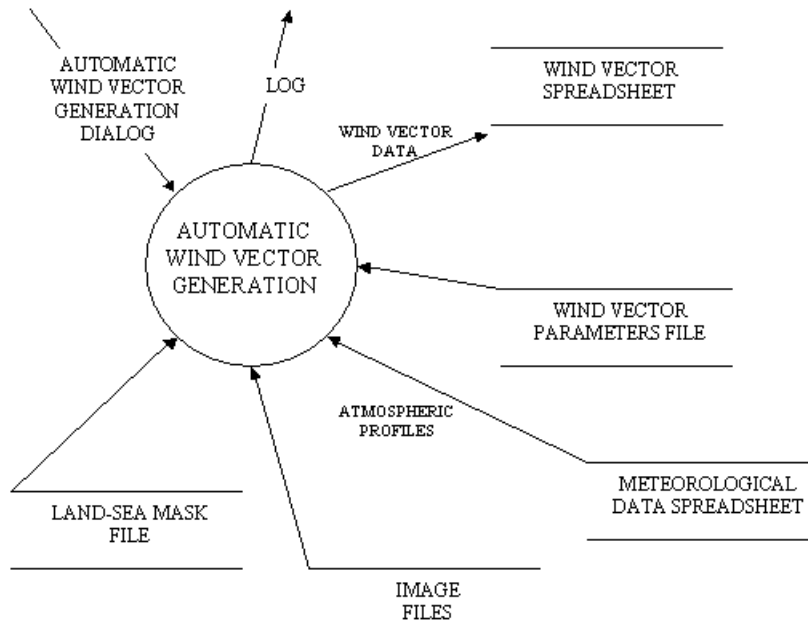 AUTOMATIC
WIND VECTOR
GENERATION
DIALOG
LOG
WIND VECTOR
SPREADSHEET
WIND VECTOR
DATA
AUTOMATIC
WIND VECTOR
GENERATION
WIND VECTOR
PARAMETERS FILE
ATMOSPHERIC
PROFILES
METEOROLOGICAL
DATA SPREADSHEET
LAND-SEA MASK
FILE
IMAGE
FILES